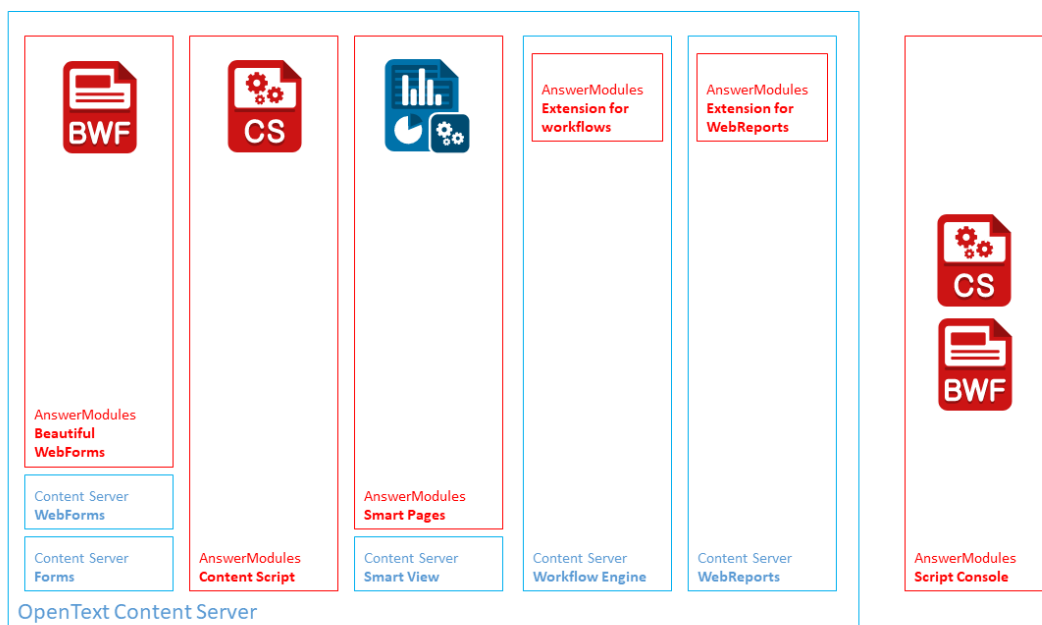 BWF
AnswerModules
Beautiful
WebForms
Content Server
WebForms
Content Server
Forms
CS
AnswerModules
Content Script
AnswerModules
Smart Pages
Content Server
Smart View
AnswerModules
Extension for
workflows
Content Server
Workflow Engine
AnswerModules
Extension for
WebReports
Content Server
WebReports
OpenText Content Server
CS
BWF
AnswerModules
Script Console